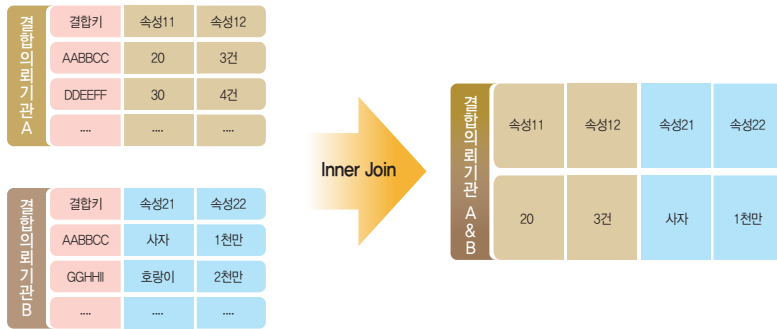 결합의뢰기관 A
결합키 속성11 속성12
AABBCC 20 3건
DDEEFF 30 4건
.... .... ....
결합의뢰기관 B
결합키 속성21 속성22
AABBCC 사자 1천만
GGHHII 호랑이 2천만
.... .... ....
Inner Join
결합의뢰기관 A & B
속성11 속성12 속성21 속성22
20 3건 사자 1천만